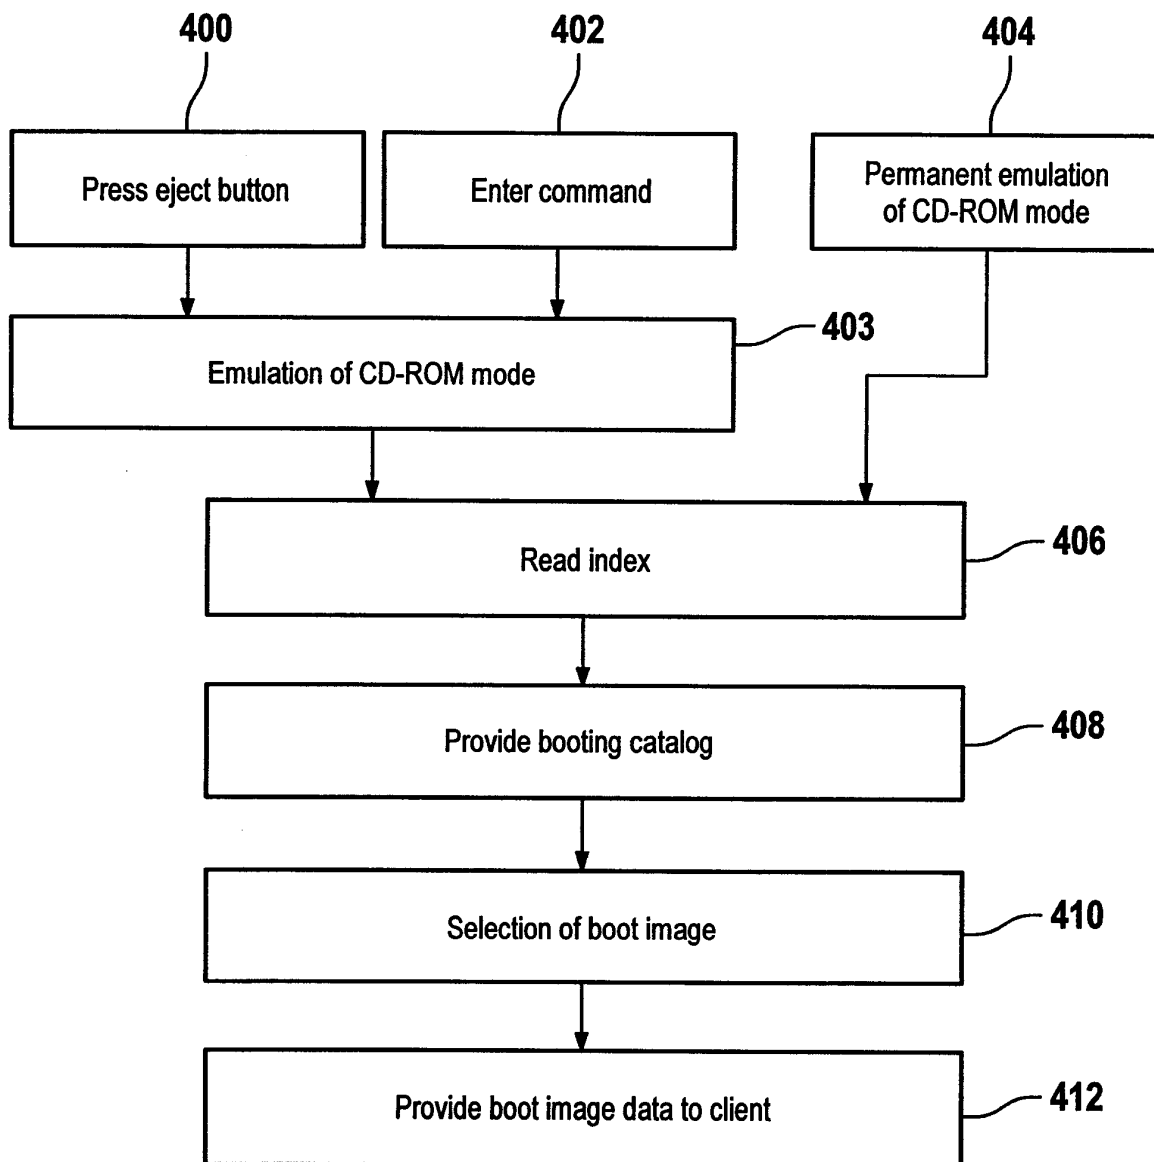 400
402
404
Press eject button
Enter command
Permanent emulation
of CD-ROM mode
403
Emulation of CD-ROM mode
406
Read index
408
Provide booting catalog
410
Selection of boot image
412
Provide boot image data to client